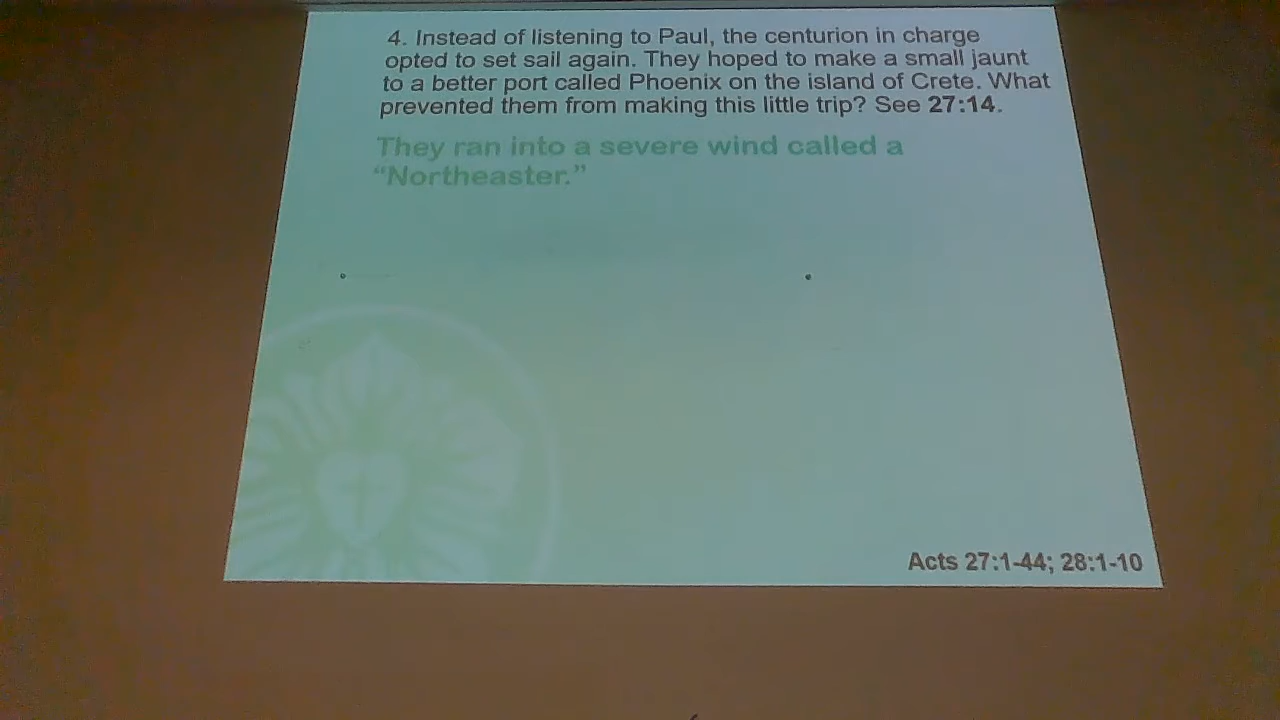 4. Instead of listening to Paul, the centurion in charge
opted to set sail again. They hoped to make a small jaunt
to a better port called Phoenix on the island of Crete. What
prevented them from making this little trip? See 27:14.
They ran into a severe wind called a
“Northeaster.”
Acts 27:1-44; 28:1-10